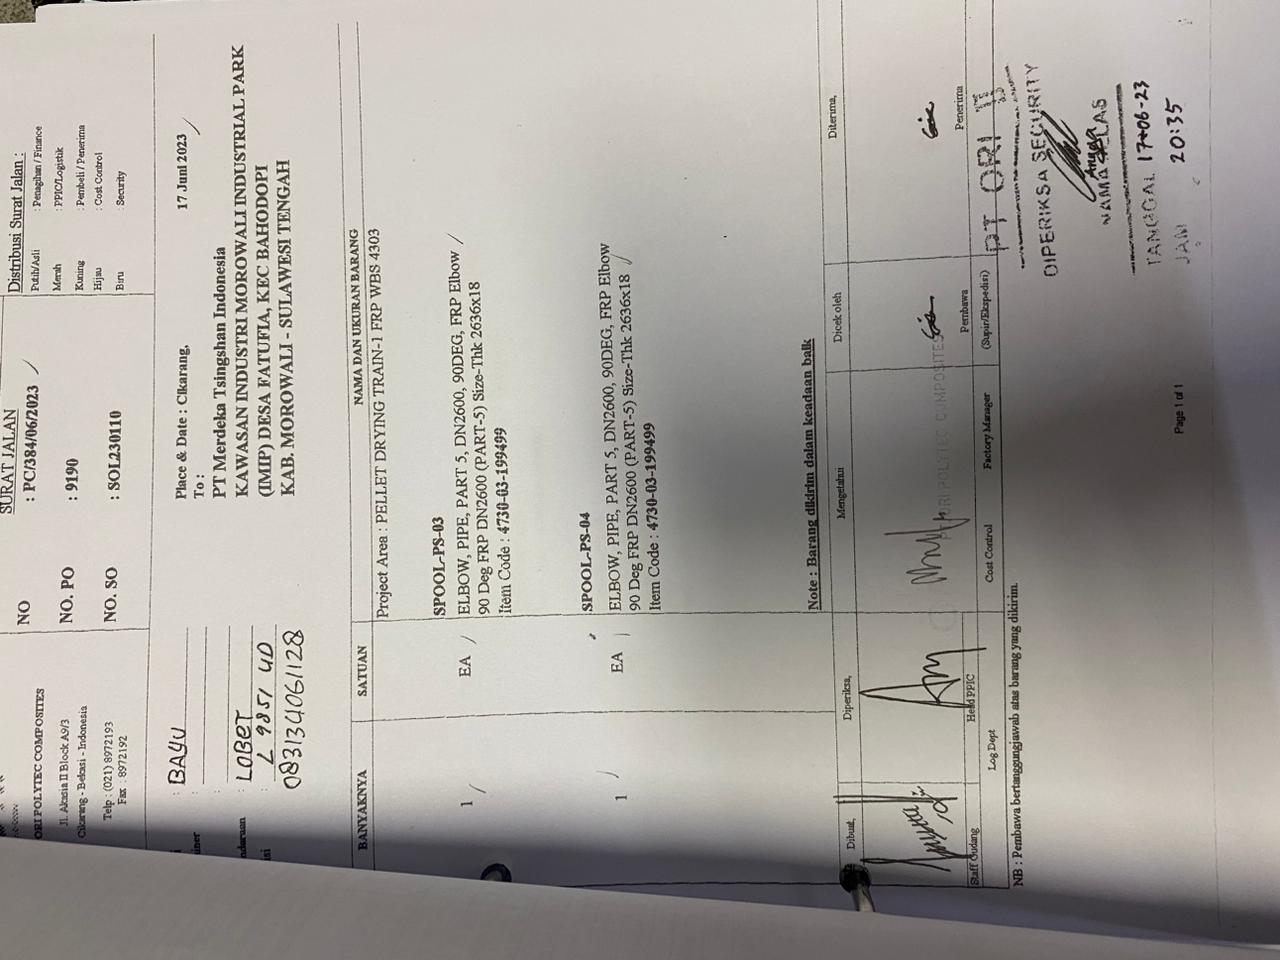 ORI POLYTEC COMPOSITES
Jl. Akasia II Block A9/3
Cikarang - Bekasi - Indonesia
Telp : (021) 8972193
Fax : 8972192
SURAT JALAN
NO : PC/384/06/2023
NO. PO : 9190
NO. SO : SOL230110
Distribusi Surat Jalan :
Putih/Asli : Penagihan / Finance
Merah : PPIC/Logistik
Kuning : Pembeli / Penerima
Hijau : Cost Control
Biru : Security
: BAYU
:
: LOBET
: L 9851 UD
083134061128
Place & Date : Cikarang, 17 Juni 2023
To :
PT Merdeka Tsingshan Indonesia
KAWASAN INDUSTRI MOROWALI INDUSTRIAL PARK
(IMIP) DESA FATUFIA, KEC BAHODOPI
KAB. MOROWALI - SULAWESI TENGAH
BANYAKNYA SATUAN NAMA DAN UKURAN BARANG
Project Area : PELLET DRYING TRAIN-1 FRP WBS 4303
SPOOL-PS-03
1 EA ELBOW, PIPE, PART 5, DN2600, 90DEG, FRP Elbow
90 Deg FRP DN2600 (PART-5) Size-Thk 2636x18
Item Code : 4730-03-199499
SPOOL-PS-04
1 EA ELBOW, PIPE, PART 5, DN2600, 90DEG, FRP Elbow
90 Deg FRP DN2600 (PART-5) Size-Thk 2636x18
Item Code : 4730-03-199499
Note : Barang dikirim dalam keadaan baik
Dibuat, Diperiksa, Mengetahui Dicek oleh Diterima,
PT. ORI POLYTEC COMPOSITES
Staff Gudang Head PPIC Cost Control Factory Manager Pembawa Penerima
Log Dept (Supir/Ekspedisi)
NB : Pembawa bertanggungjawab atas barang yang dikirim.
PT ORI II
DIPERIKSA SECURITY
NAMA JELAS
TANGGAL 17-06-23
JAM 20:35
Page 1 of 1